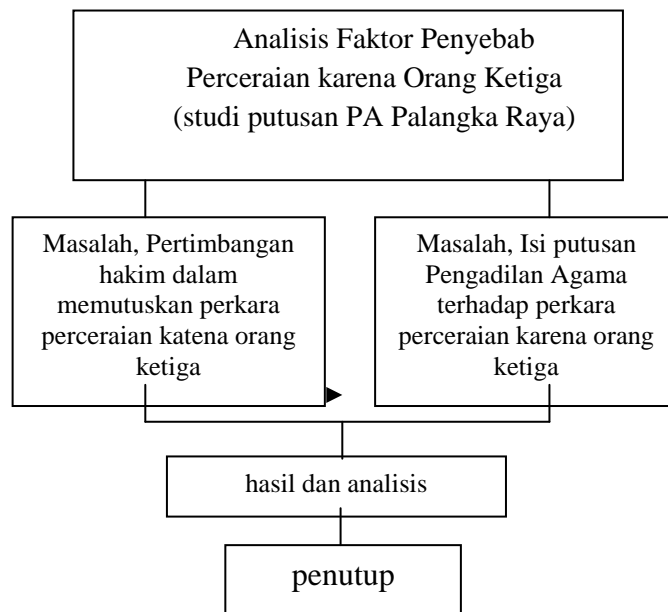 Analisis Faktor Penyebab
Perceraian karena Orang Ketiga
(studi putusan PA Palangka Raya)
Masalah, Pertimbangan
hakim dalam
memutuskan perkara
perceraian katena orang
ketiga
Masalah, Isi putusan
Pengadilan Agama
terhadap perkara
perceraian karena orang
ketiga
hasil dan analisis
penutup